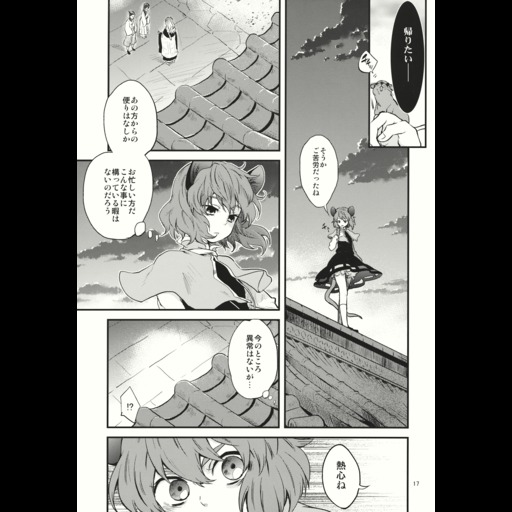 帰りたい――
そうか
ご苦労だったね
あの方からの
便りはなしか
お忙しい方だ
こんな事に
構っている暇は
ないのだろう
今のところ
異常はないが…
!?
熱心ね
17